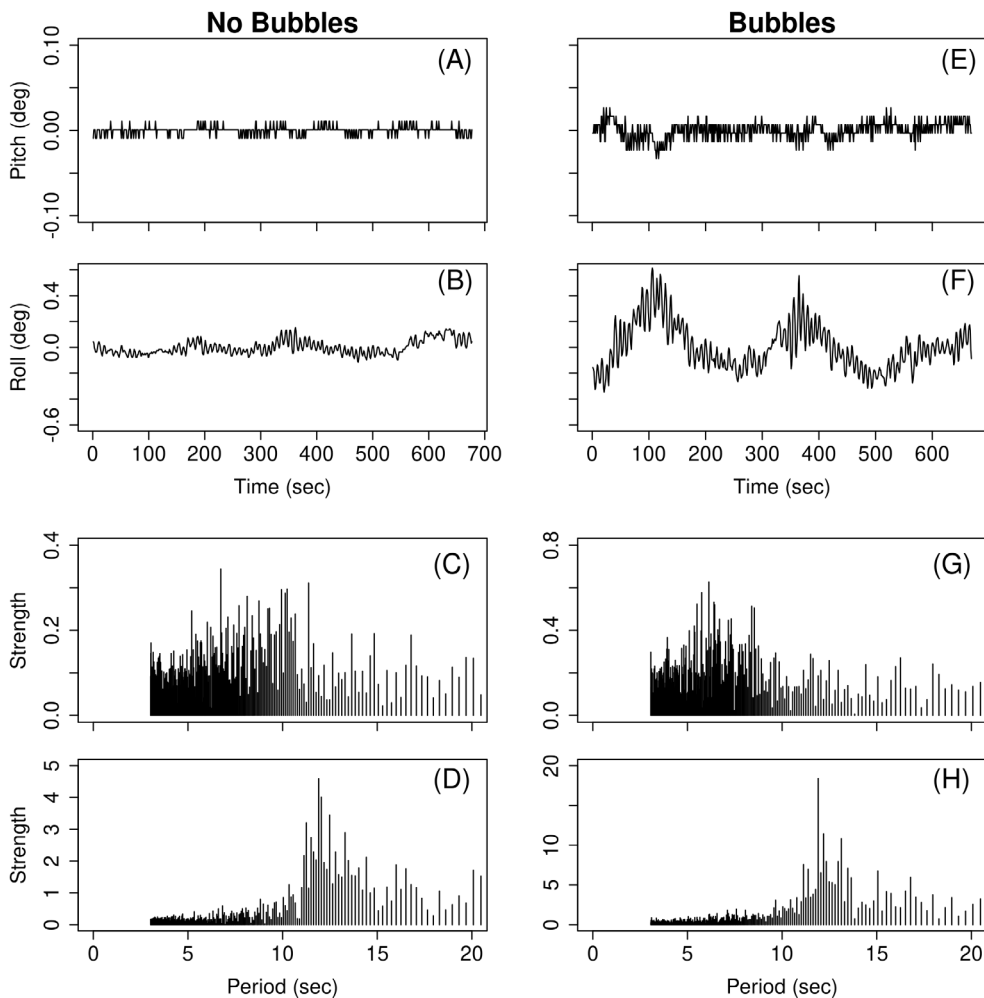 No Bubbles
Bubbles
(A)
(E)
Pitch (deg)
0.10
0.00
-0.10
(B)
(F)
Roll (deg)
0.4
0.0
-0.6
0 100 200 300 400 500 600 700
0 100 200 300 400 500 600
Time (sec)
Time (sec)
(C)
(G)
Strength
0.4
0.2
0.0
0.8
0.4
0.0
(D)
(H)
Strength
5
4
3
2
1
0
20
10
5
0
0 5 10 15 20
0 5 10 15 20
Period (sec)
Period (sec)